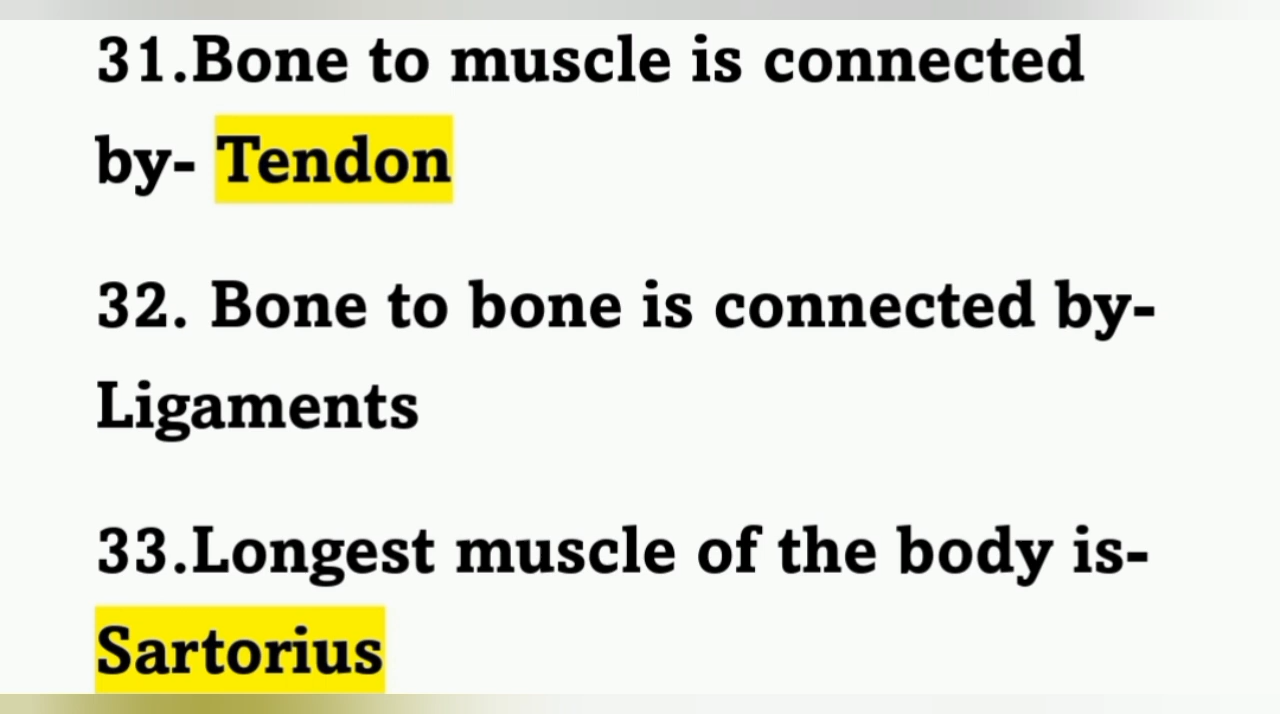 31.Bone to muscle is connected
by- Tendon
32. Bone to bone is connected by-
Ligaments
33.Longest muscle of the body is-
Sartorius